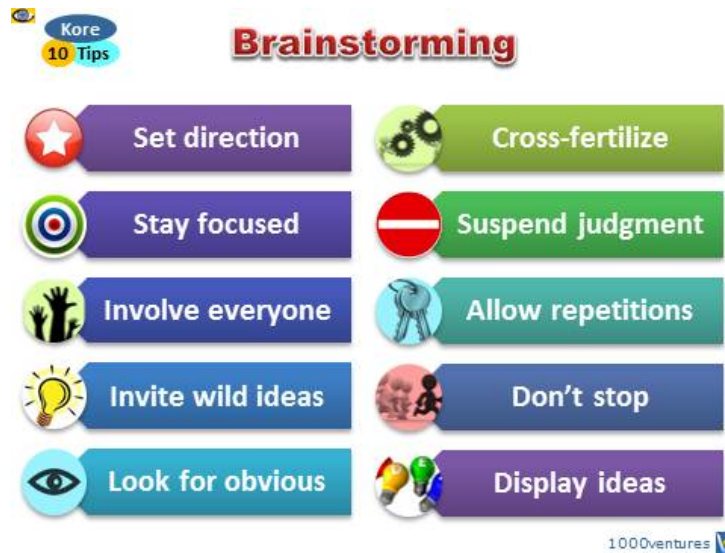 Kore
10 Tips
Brainstorming
Set direction
Stay focused
Involve everyone
Invite wild ideas
Look for obvious
Cross-fertilize
Suspend judgment
Allow repetitions
Don't stop
Display ideas
1000ventures